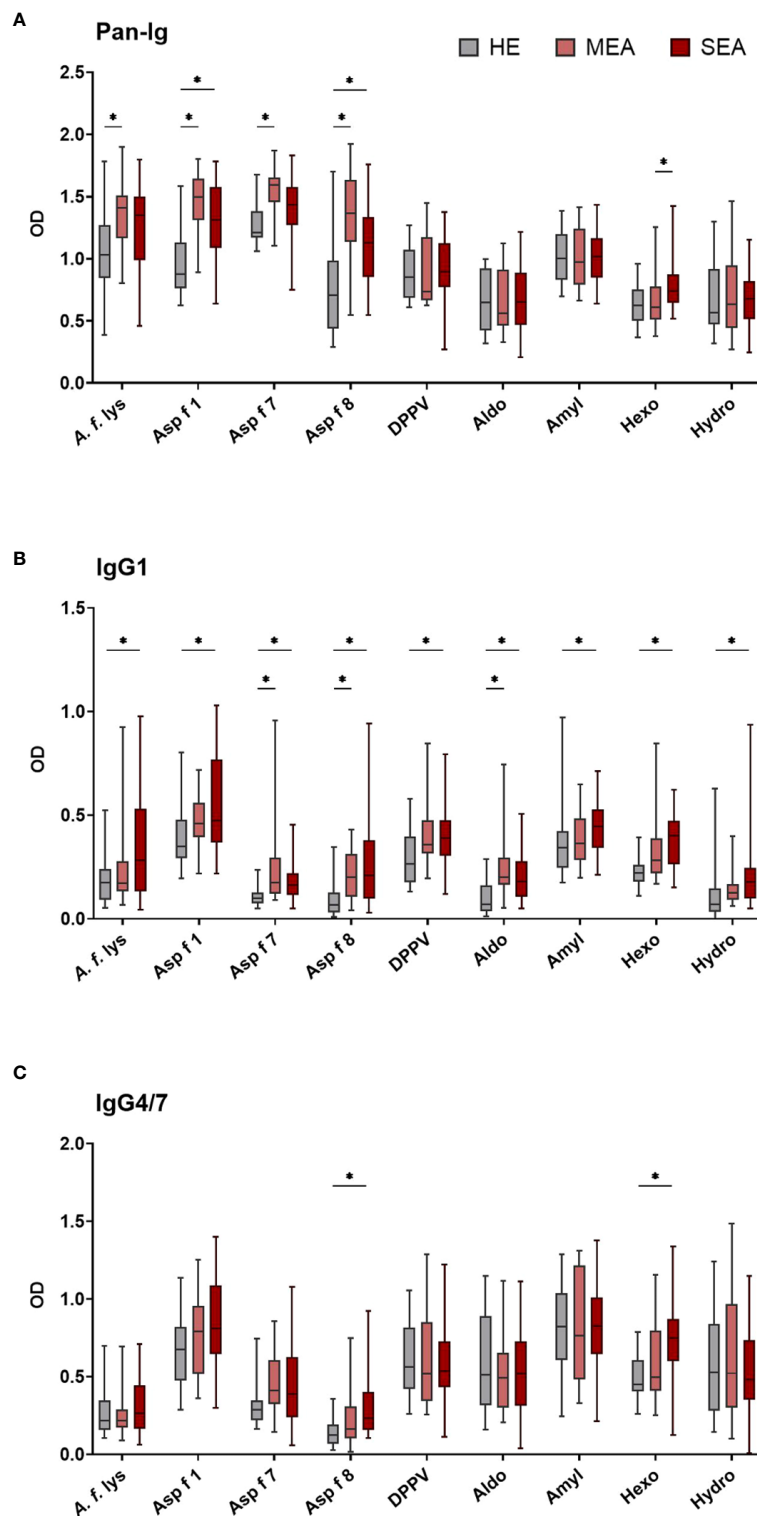 A
Pan-Ig
HE MEA SEA
2.5
* *
2.0
* * * *
*
1.5
OD
1.0
0.5
0.0
A. f. lys Asp f 1 Asp f 7 Asp f 8 DPPV Aldo Amyl Hexo Hydro
B
IgG1
1.5
* * * * * * * * *
* * *
1.0
OD
0.5
0.0
A. f. lys Asp f 1 Asp f 7 Asp f 8 DPPV Aldo Amyl Hexo Hydro
C
IgG4/7
2.0
* *
1.5
OD
1.0
0.5
0.0
A. f. lys Asp f 1 Asp f 7 Asp f 8 DPPV Aldo Amyl Hexo Hydro